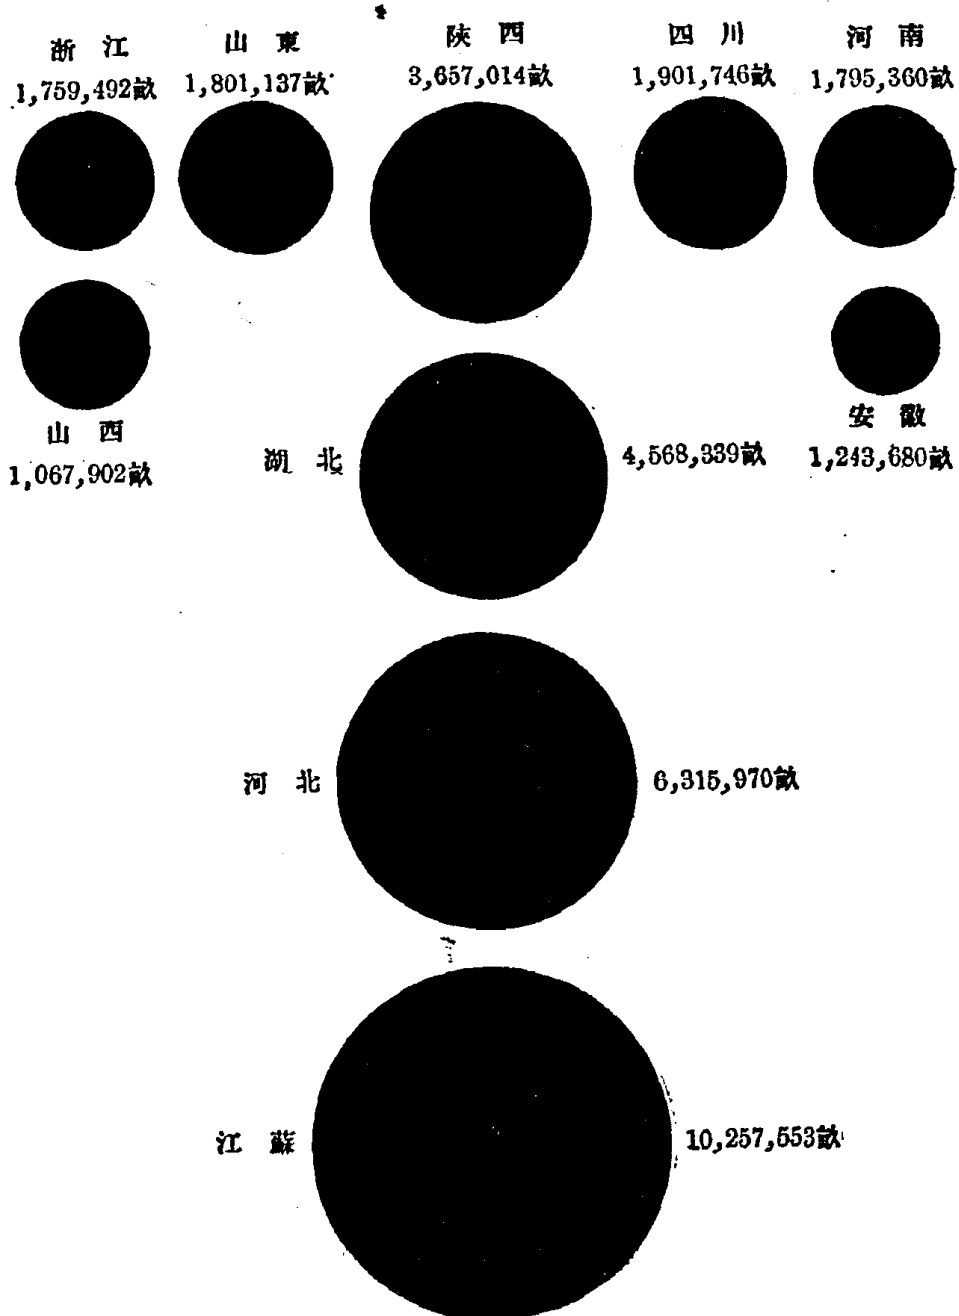 浙江
1,759,492畝
山東
1,801,137畝
陝西
3,657,014畝
四川
1,901,746畝
河南
1,795,360畝
山西
1,067,902畝
安徽
1,243,680畝
湖北
4,568,339畝
河北
6,315,970畝
江蘇
10,257,553畝